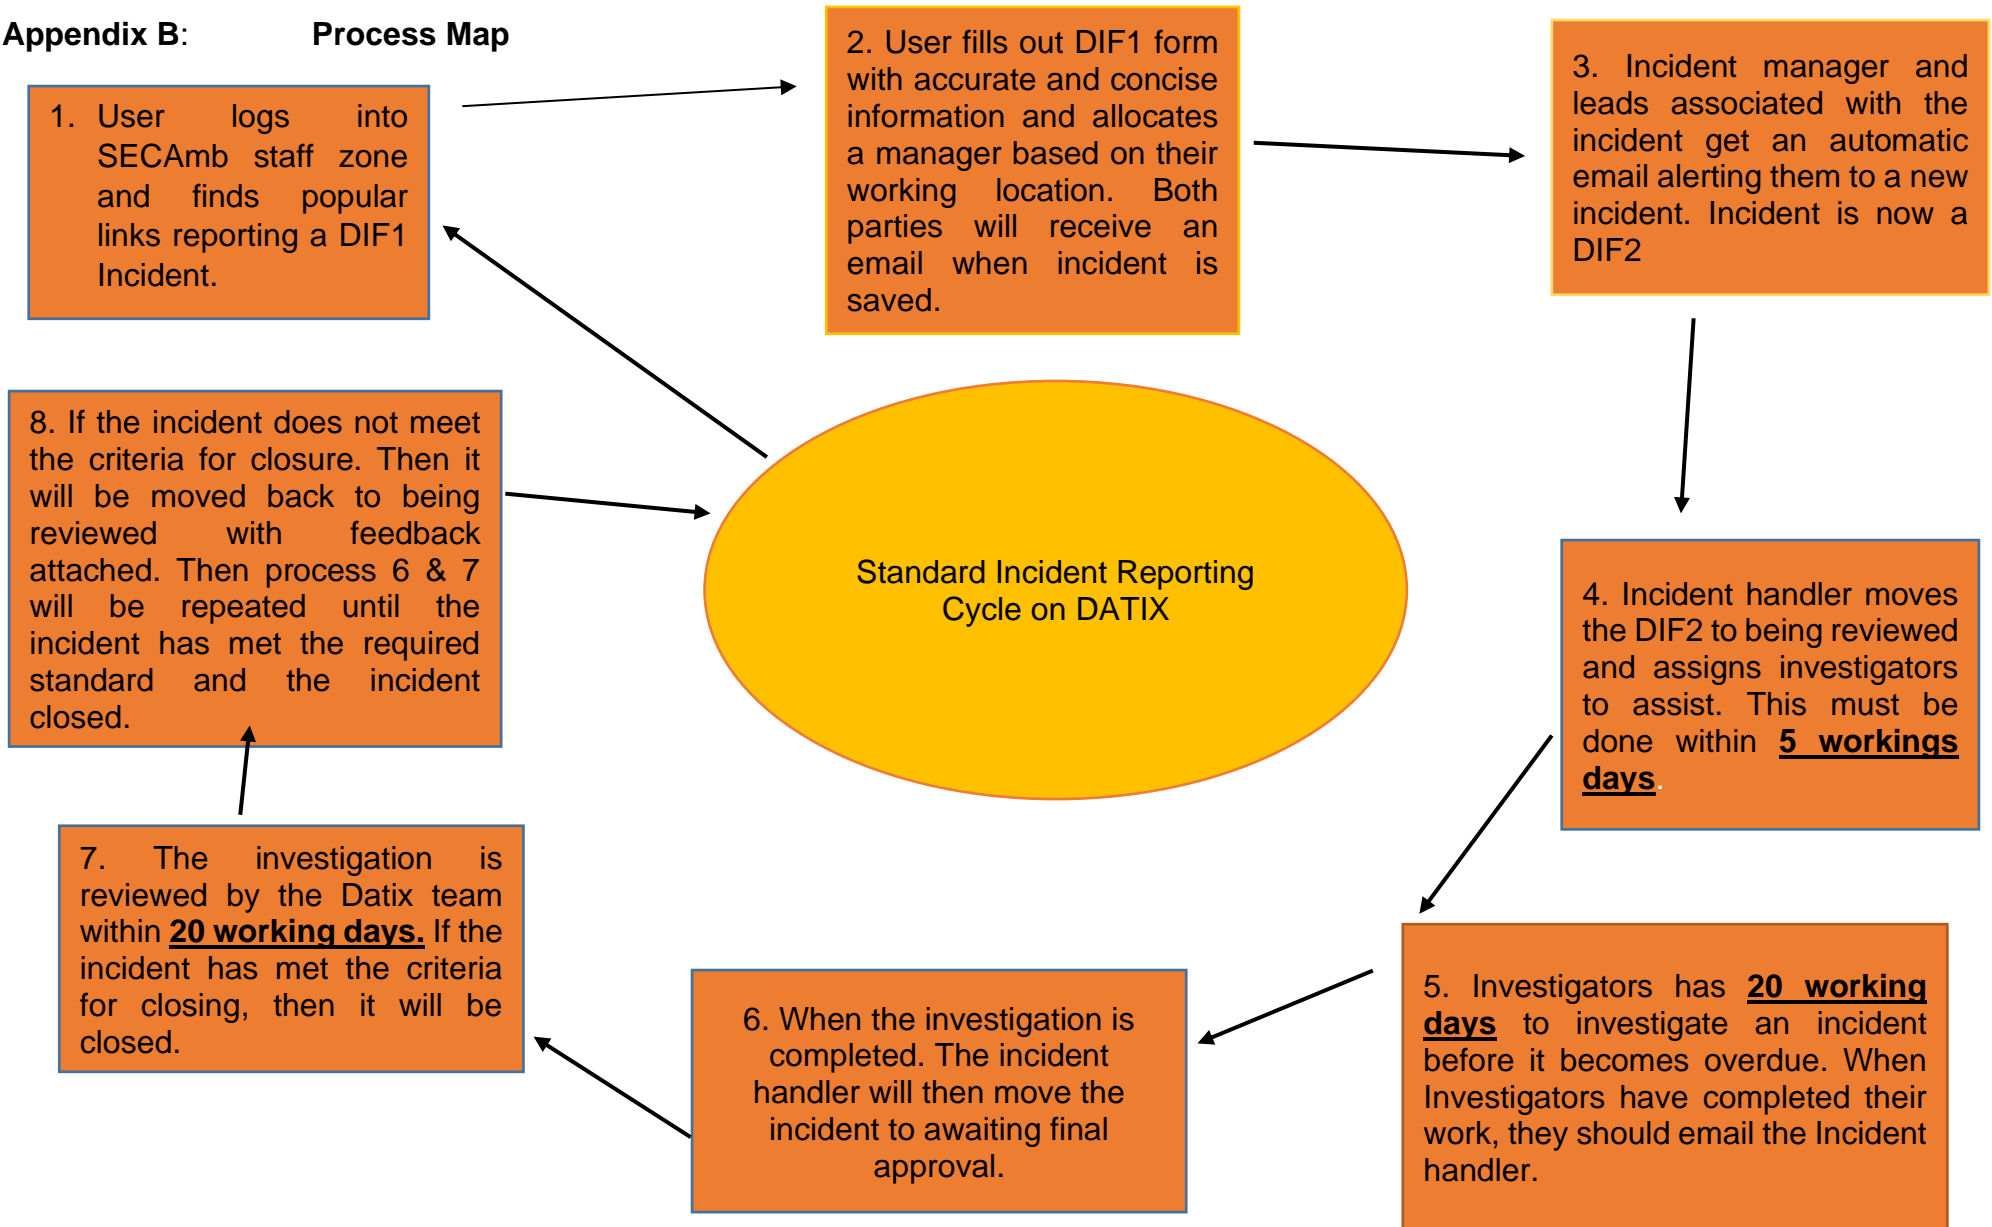 Appendix B: Process Map
1. User logs into
SECAmb staff zone
and finds popular
links reporting a DIF1
Incident.
2. User fills out DIF1 form
with accurate and concise
information and allocates
a manager based on their
working location. Both
parties will receive an
email when incident is
saved.
3. Incident manager and
leads associated with the
incident get an automatic
email alerting them to a new
incident. Incident is now a
DIF2
4. Incident handler moves
the DIF2 to being reviewed
and assigns investigators
to assist. This must be
done within 5 workings
days.
5. Investigators has 20 working
days to investigate an incident
before it becomes overdue. When
Investigators have completed their
work, they should email the Incident
handler.
6. When the investigation is
completed. The incident
handler will then move the
incident to awaiting final
approval.
7. The investigation is
reviewed by the Datix team
within 20 working days. If the
incident has met the criteria
for closing, then it will be
closed.
8. If the incident does not meet
the criteria for closure. Then it
will be moved back to being
reviewed with feedback
attached. Then process 6 & 7
will be repeated until the
incident has met the required
standard and the incident
closed.
Standard Incident Reporting
Cycle on DATIX